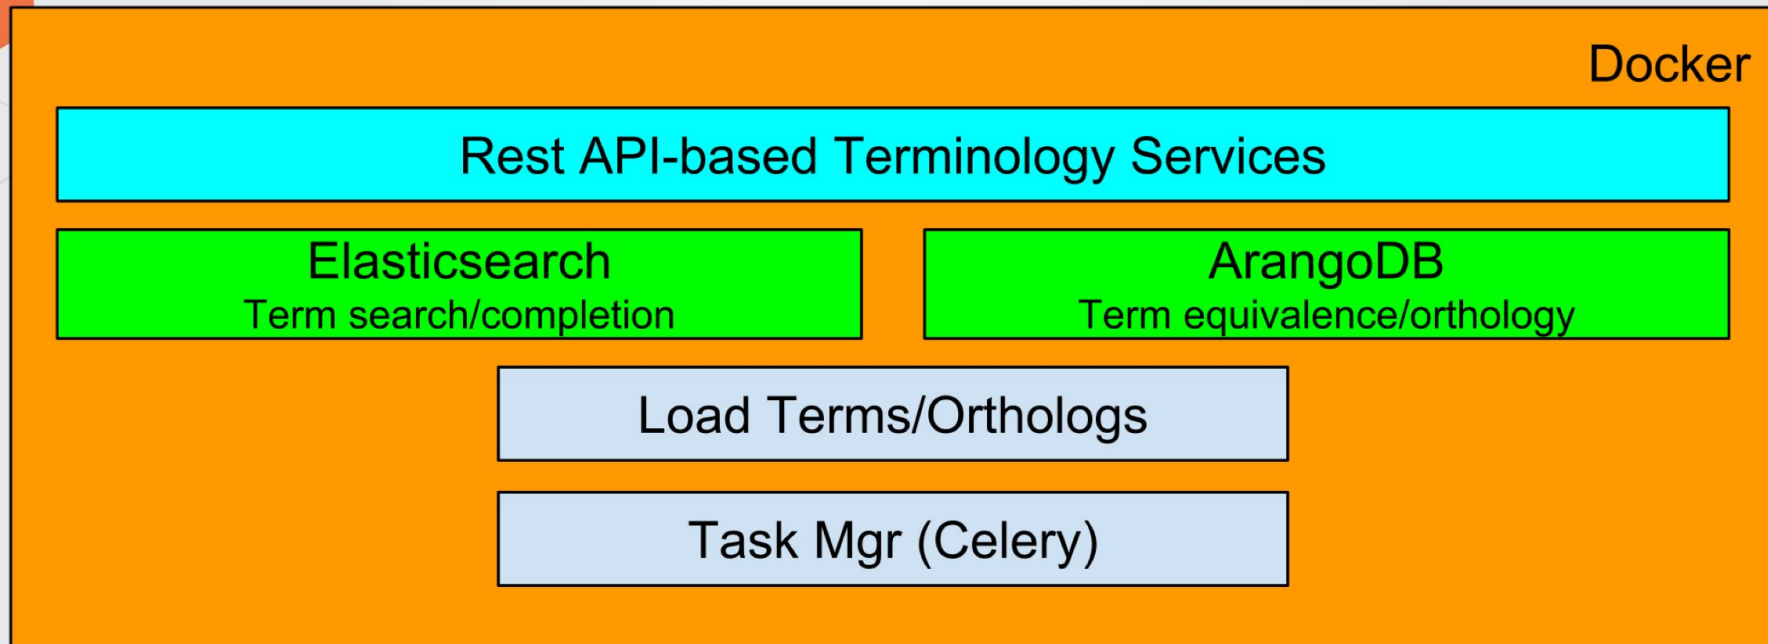 Docker
Rest API-based Terminology Services
Elasticsearch
Term search/completion
ArangoDB
Term equivalence/orthology
Load Terms/Orthologs
Task Mgr (Celery)